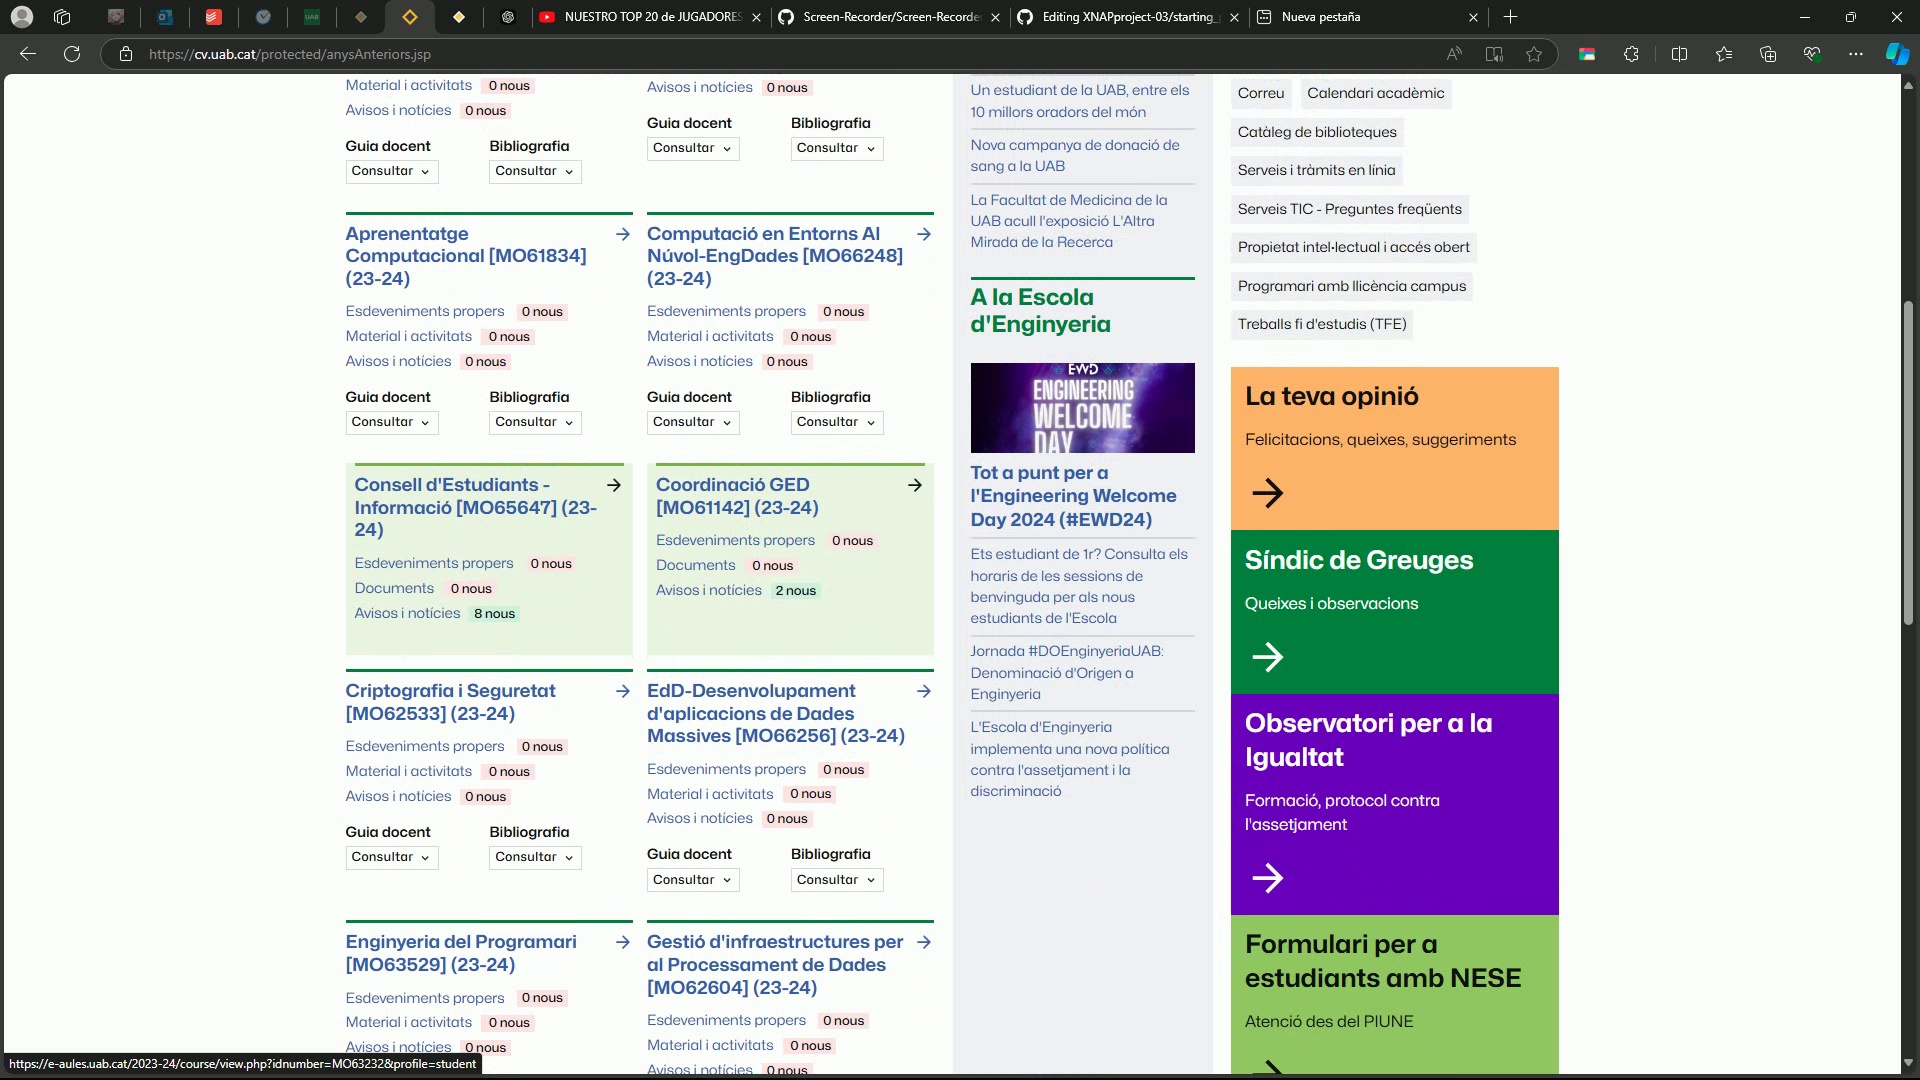 UAB
NUESTRO TOP 20 de JUGADORES
Screen-Recorder/Screen-Recorde
Editing XNAPproject-03/starting_
Nueva pestaña
https://cv.uab.cat/protected/anysAnteriors.jsp
Material i activitats 0 nous
Avisos i notícies 0 nous
Guia docent Bibliografia
Consultar Consultar
Avisos i notícies 0 nous
Guia docent Bibliografia
Consultar Consultar
Aprenentatge
Computacional [MO61834]
(23-24)
Esdeveniments propers 0 nous
Material i activitats 0 nous
Avisos i notícies 0 nous
Guia docent Bibliografia
Consultar Consultar
Computació en Entorns Al
Núvol-EngDades [MO66248]
(23-24)
Esdeveniments propers 0 nous
Material i activitats 0 nous
Avisos i notícies 0 nous
Guia docent Bibliografia
Consultar Consultar
Consell d'Estudiants -
Informació [MO65647] (23-
24)
Esdeveniments propers 0 nous
Documents 0 nous
Avisos i notícies 8 nous
Coordinació GED
[MO61142] (23-24)
Esdeveniments propers 0 nous
Documents 0 nous
Avisos i notícies 2 nous
Criptografia i Seguretat
[MO62533] (23-24)
Esdeveniments propers 0 nous
Material i activitats 0 nous
Avisos i notícies 0 nous
Guia docent Bibliografia
Consultar Consultar
EdD-Desenvolupament
d'aplicacions de Dades
Massives [MO66256] (23-24)
Esdeveniments propers 0 nous
Material i activitats 0 nous
Avisos i notícies 0 nous
Guia docent Bibliografia
Consultar Consultar
Enginyeria del Programari
[MO63529] (23-24)
Esdeveniments propers 0 nous
Material i activitats 0 nous
Avisos i notícies 0 nous
Gestió d'infraestructures per
al Processament de Dades
[MO62604] (23-24)
Esdeveniments propers 0 nous
Material i activitats 0 nous
Avisos i notícies 0 nous
Un estudiant de la UAB, entre els
10 millors oradors del món
Nova campanya de donació de
sang a la UAB
La Facultat de Medicina de la
UAB acull l'exposició L'Altra
Mirada de la Recerca
A la Escola
d'Enginyeria
EWD
ENGINEERING
WELCOME
DAY
Tot a punt per a
l'Engineering Welcome
Day 2024 (#EWD24)
Ets estudiant de 1r? Consulta els
horaris de les sessions de
benvinguda per als nous
estudiants de l'Escola
Jornada #DOEnginyeriaUAB:
Denominació d'Origen a
Enginyeria
L'Escola d'Enginyeria
implementa una nova política
contra l'assetjament i la
discriminació
Correu Calendari acadèmic
Catàleg de biblioteques
Serveis i tràmits en línia
Serveis TIC - Preguntes freqüents
Propietat intel·lectual i accés obert
Programari amb llicència campus
Treballs fi d'estudis (TFE)
La teva opinió
Felicitacions, queixes, suggeriments
Síndic de Greuges
Queixes i observacions
Observatori per a la
Igualtat
Formació, protocol contra
l'assetjament
Formulari per a
estudiants amb NESE
Atenció des del PIUNE
https://e-aules.uab.cat/2023-24/course/view.php?idnumber=MO63232&profile=student